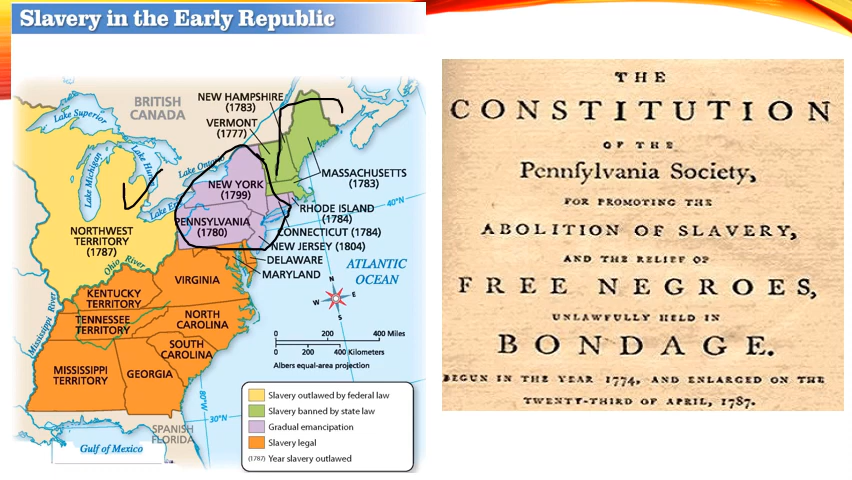 Slavery in the Early Republic
BRITISH
CANADA
NEW HAMPSHIRE
(1783)
VERMONT
(1777)
Lake Superior
Lake Michigan
Lake Huron
Lake Ontario
Lake Erie
MASSACHUSETTS
(1783)
NEW YORK
(1799)
RHODE ISLAND
(1784)
40°N
PENNSYLVANIA
(1780)
CONNECTICUT (1784)
NEW JERSEY (1804)
NORTHWEST
TERRITORY
(1787)
DELAWARE
MARYLAND
ATLANTIC
OCEAN
Ohio River
VIRGINIA
N
W E
S
KENTUCKY
TERRITORY
Mississippi River
TENNESSEE
TERRITORY
NORTH
CAROLINA
0 200 400 Miles
0 200 400 Kilometers
Albers equal-area projection
SOUTH
CAROLINA
MISSISSIPPI
TERRITORY
GEORGIA
80°W
30°N
SPANISH
FLORIDA
Gulf of Mexico
Slavery outlawed by federal law
Slavery banned by state law
Gradual emancipation
Slavery legal
(1787) Year slavery outlawed
THE
CONSTITUTION
OF THE
Pennſylvania Society,
FOR PROMOTING THE
ABOLITION OF SLAVERY,
AND THE RELIEF OF
FREE NEGROES,
UNLAWFULLY HELD IN
BONDAGE.
BEGUN IN THE YEAR 1774, AND ENLARGED ON THE
TWENTY-THIRD OF APRIL, 1787.